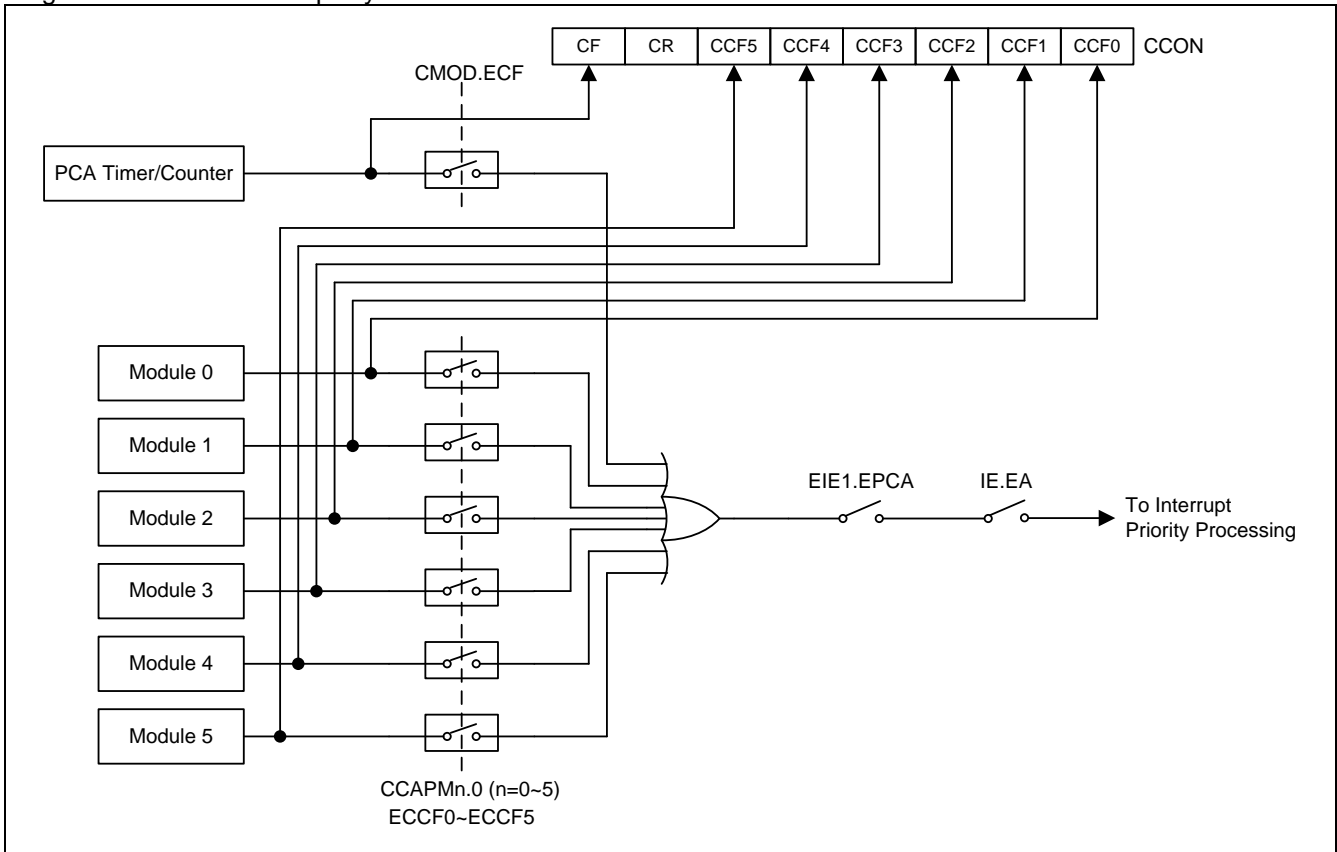 CF CR CCF5 CCF4 CCF3 CCF2 CCF1 CCF0 CCON
CMOD.ECF
PCA Timer/Counter
Module 0
Module 1
Module 2
Module 3
Module 4
Module 5
EIE1.EPCA
IE.EA
To Interrupt
Priority Processing
CCAPMn.0 (n=0~5)
ECCF0~ECCF5